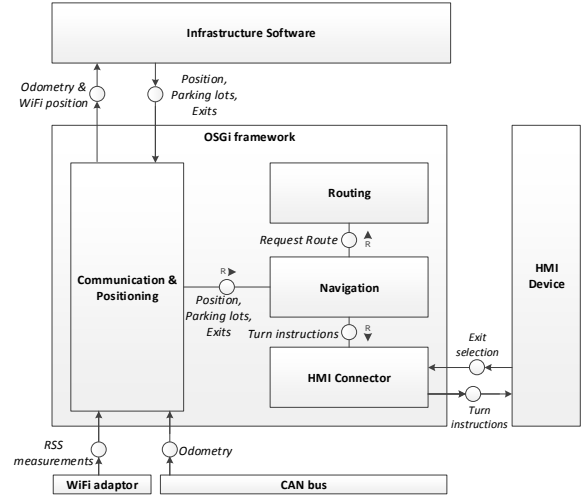 Infrastructure Software
Odometry &
WiFi position
Position,
Parking lots,
Exits
OSGi framework
Routing
Request Route
R
Communication &
Positioning
R
Position,
Parking lots,
Exits
Navigation
HMI
Device
Turn instructions
R
HMI Connector
Exit
selection
Turn
instructions
RSS
measurements
Odometry
WiFi adaptor
CAN bus